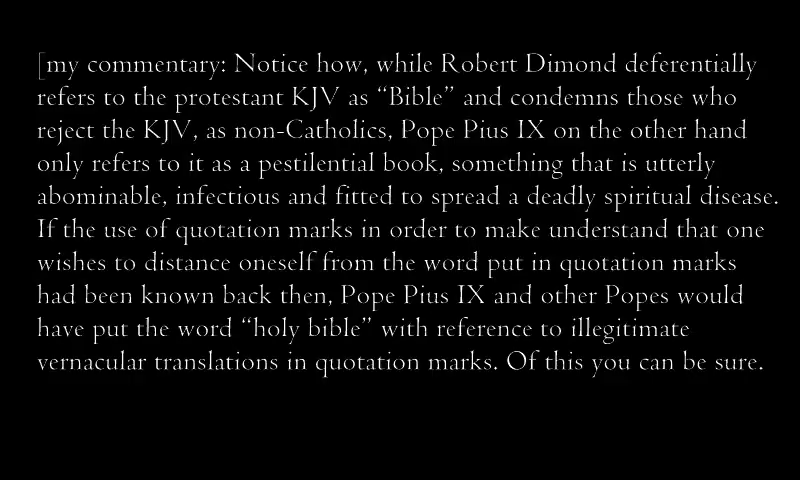 [my commentary: Notice how, while Robert Dimond deferentially
refers to the protestant KJV as “Bible” and condemns those who
reject the KJV, as non-Catholics, Pope Pius IX on the other hand
only refers to it as a pestilential book, something that is utterly
abominable, infectious and fitted to spread a deadly spiritual disease.
If the use of quotation marks in order to make understand that one
wishes to distance oneself from the word put in quotation marks
had been known back then, Pope Pius IX and other Popes would
have put the word “holy bible” with reference to illegitimate
vernacular translations in quotation marks. Of this you can be sure.